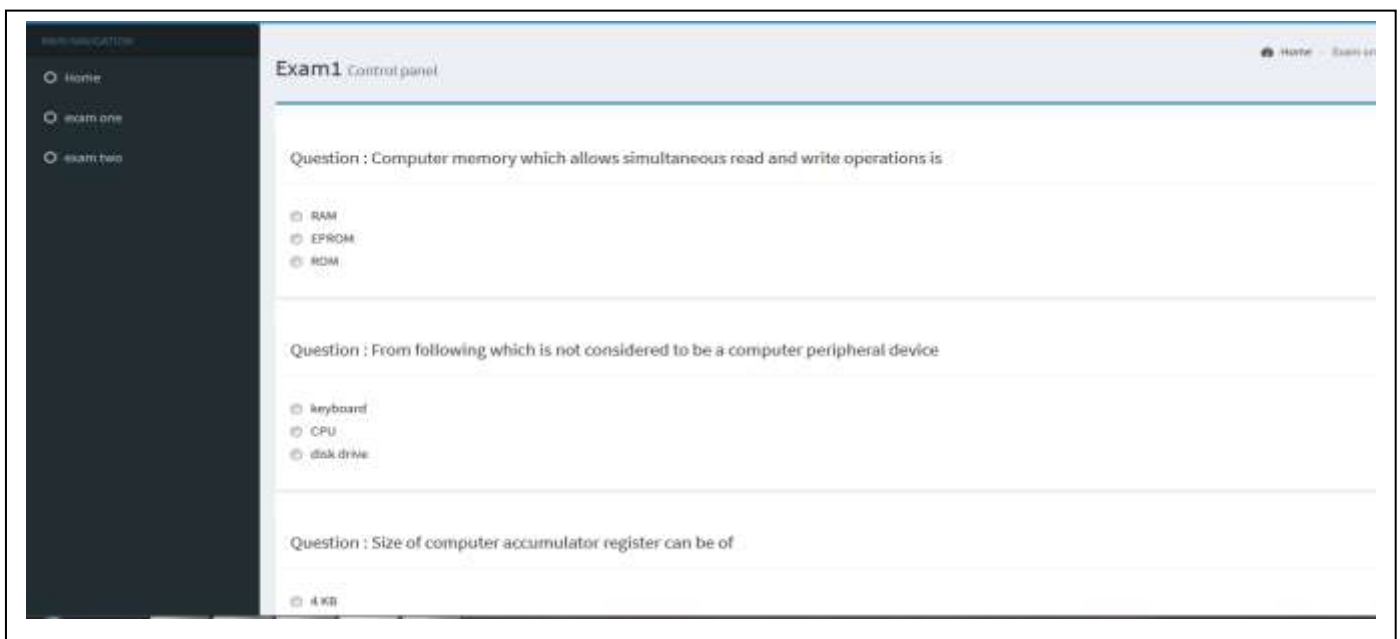 MAIN NAVIGATION
Home
exam one
exam two
Exam1 Control panel
Home
Question : Computer memory which allows simultaneous read and write operations is
RAM
EPROM
ROM
Question : From following which is not considered to be a computer peripheral device
keyboard
CPU
disk drive
Question : Size of computer accumulator register can be of
4 KB